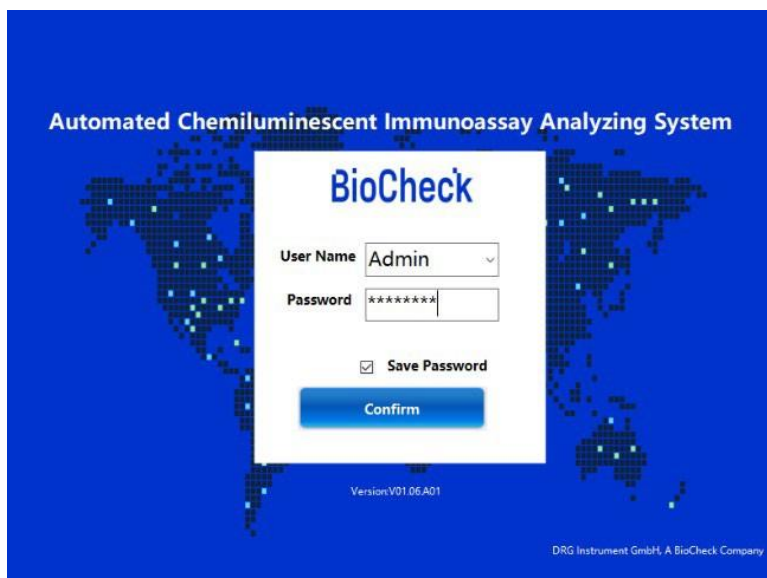 Automated Chemiluminescent Immunoassay Analyzing System
BioCheck
User Name Admin
Password ********
Save Password
Confirm
Version:V01.06.A01
DRG Instrument GmbH, A BioCheck Company